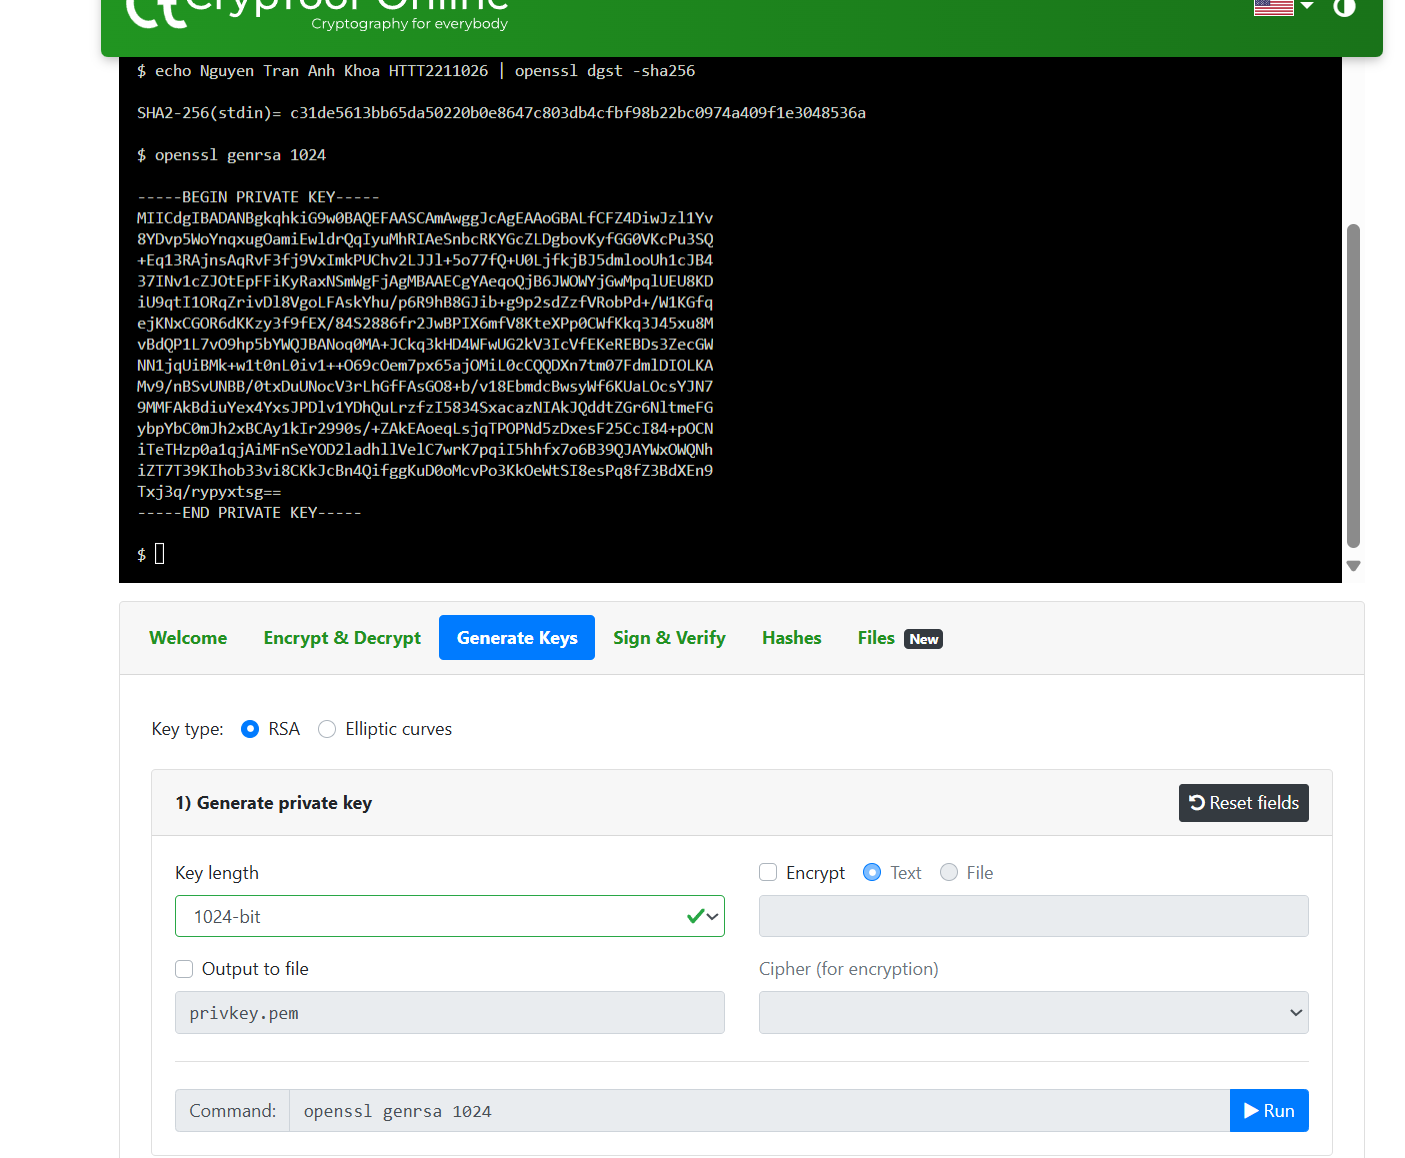 CrypTool Online
Cryptography for everybody
$ echo Nguyen Tran Anh Khoa HTTT2211026 | openssl dgst -sha256
SHA2-256(stdin)= c31de5613bb65da50220b0e8647c803db4cfbf98b22bc0974a409f1e3048536a
$ openssl genrsa 1024
-----BEGIN PRIVATE KEY-----
MIICdgIBADANBgkqhkiG9w0BAQEFAASCAmAwggJcAgEAAoGBALfCFZ4DiwJzl1Yv
8YDvp5WoYnqxugOamiEwldrQqIyuMhRIAeSnbcRKYGcZLDgbovKyfGG0VKcPu3SQ
+Eq13RAjnsAqRvF3fj9VxImkPUChv2LJJl+5o77fQ+U0LjfkjBJ5dmlooUh1cJB4
37INv1cZJOtEpFFiKyRaxNSmWgFjAgMBAAECgYAeqoQjB6JWOWYjGwMpqlUEU8KD
iU9qtI1ORqZrivDl8VgoLFAskYhu/p6R9hB8GJib+g9p2sdZzfVRobPd+/W1KGfq
ejKNxCGOR6dKKzy3f9fEX/84S2886fr2JwBPIX6mfV8KteXPp0CWfKkq3J45xu8M
vBdQP1L7vO9hp5bYWQJBANoq0MA+JCkq3kHD4WFwUG2kV3IcVfEKeREBDs3ZecGW
NN1jqUiBMk+w1t0nL0iv1++O69cOem7px65ajOMiL0cCQQDXn7tm07FdmlDIOLKA
Mv9/nBSvUNBB/0txDuUNocV3rLhGfFAsGO8+b/v18EbmdcBwsyWf6KUaLOcsYJN7
9MMFAkBdiuYex4YxsJPDlv1YDhQuLrzfzI5834SxacazNIAkJQddtZGr6NltmeFG
ybpYbC0mJh2xBCAy1kIr2990s/+ZAkEAoeqLsjqTPOPNd5zDxesF25CcI84+pOCN
iTeTHzp0a1qjAiMFnSeYOD2ladhllVelC7wrK7pqiI5hhfx7o6B39QJAYWxOWQNh
iZT7T39KIhob33vi8CKkJcBn4QifggKuD0oMcvPo3KkOeWtSI8esPq8fZ3BdXEn9
Txj3q/rypyxtsg==
-----END PRIVATE KEY-----
$
Welcome Encrypt & Decrypt Generate Keys Sign & Verify Hashes Files New
Key type: RSA Elliptic curves
1) Generate private key Reset fields
Key length Encrypt Text File
1024-bit
Output to file Cipher (for encryption)
privkey.pem
Command: openssl genrsa 1024 Run